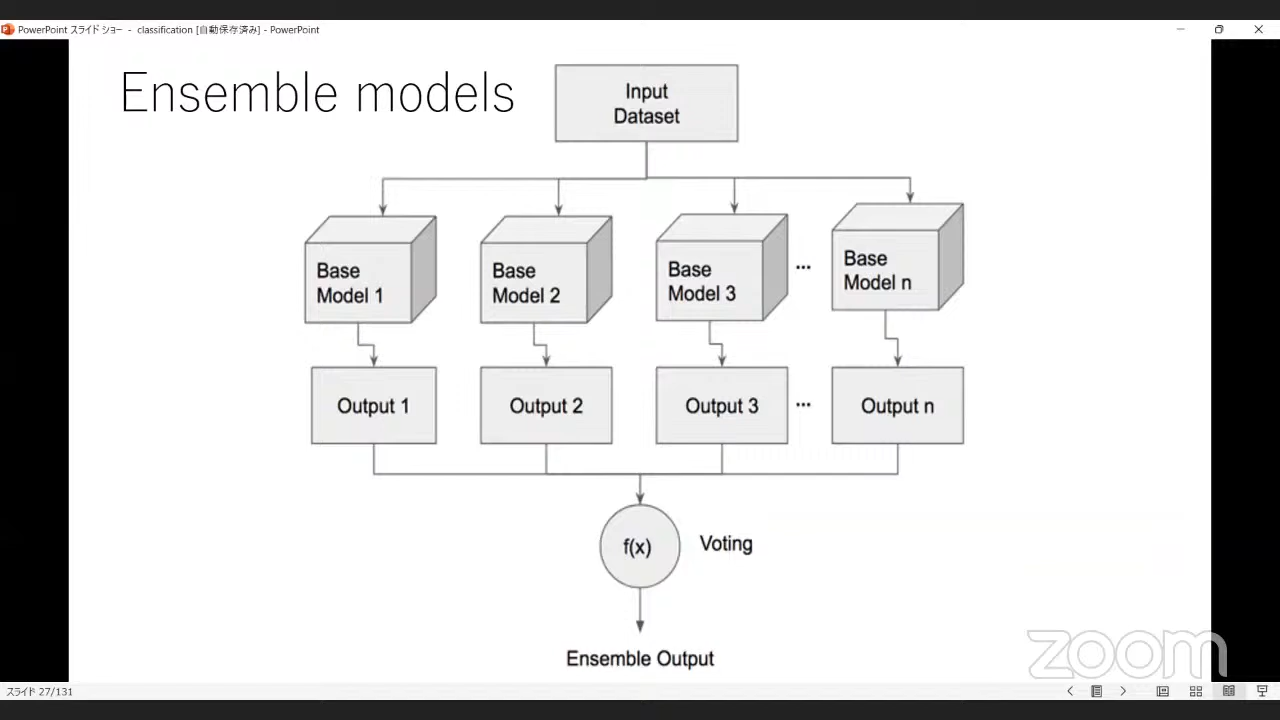 PowerPoint スライド ショー - classification [自動保存済み] - PowerPoint
Ensemble models
Input
Dataset
Base
Model 1
Base
Model 2
Base
Model 3
...
Base
Model n
Output 1
Output 2
Output 3
...
Output n
f(x)
Voting
Ensemble Output
zoom
スライド 27/131